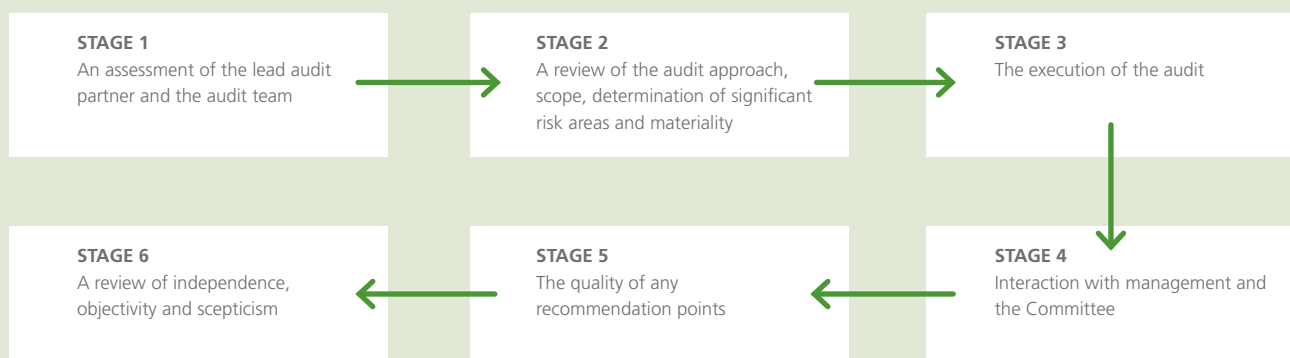 STAGE 1
An assessment of the lead audit
partner and the audit team
STAGE 2
A review of the audit approach,
scope, determination of significant
risk areas and materiality
STAGE 3
The execution of the audit
STAGE 4
Interaction with management and
the Committee
STAGE 5
The quality of any
recommendation points
STAGE 6
A review of independence,
objectivity and scepticism